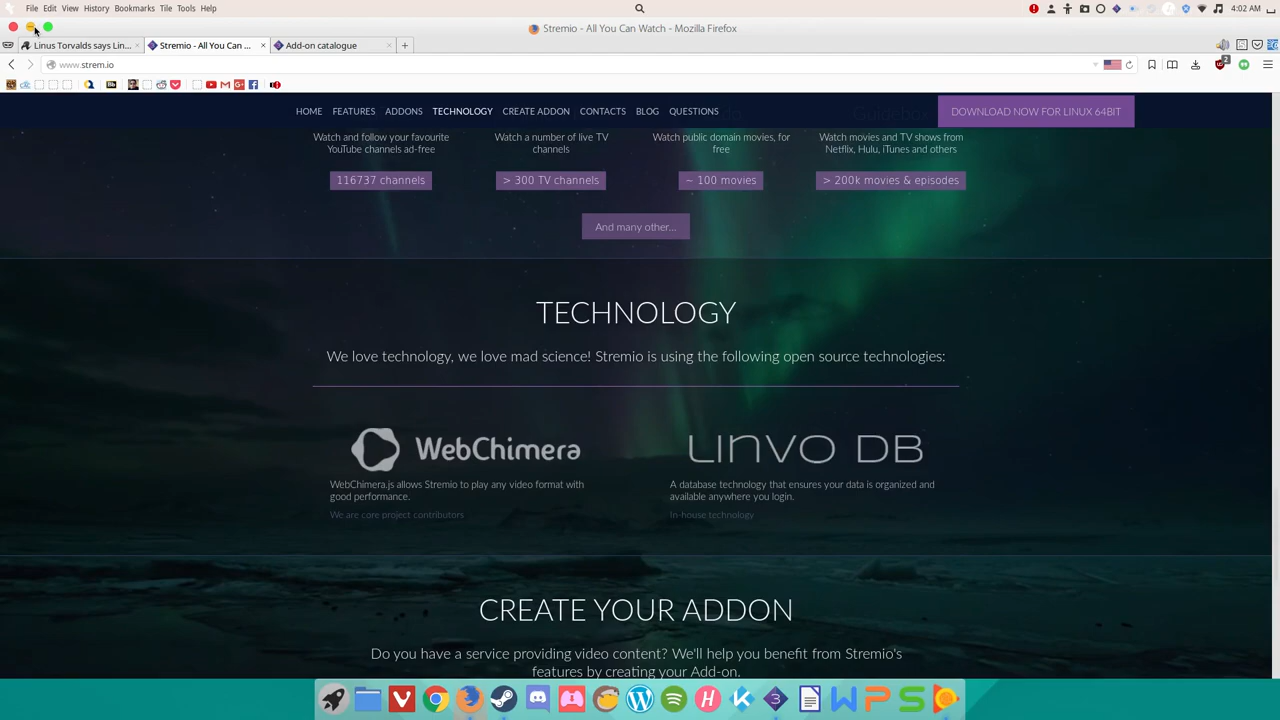 File Edit View History Bookmarks Tile Tools Help
4:02 AM
Stremio - All You Can Watch - Mozilla Firefox
Linus Torvalds says Lin...
Stremio - All You Can ...
Add-on catalogue
www.strem.io
HOME FEATURES ADDONS TECHNOLOGY CREATE ADDON CONTACTS BLOG QUESTIONS
DOWNLOAD NOW FOR LINUX 64BIT
Guidebox
Watch and follow your favourite
YouTube channels ad-free
Watch a number of live TV
channels
Watch public domain movies, for
free
Watch movies and TV shows from
Netflix, Hulu, iTunes and others
116737 channels
> 300 TV channels
~ 100 movies
> 200k movies & episodes
And many other...
TECHNOLOGY
We love technology, we love mad science! Stremio is using the following open source technologies:
WebChimera
LINVO DB
WebChimera.js allows Stremio to play any video format with
good performance.
We are core project contributors
A database technology that ensures your data is organized and
available anywhere you login.
In-house technology
CREATE YOUR ADDON
Do you have a service providing video content? We'll help you benefit from Stremio's
features by creating your Add-on.